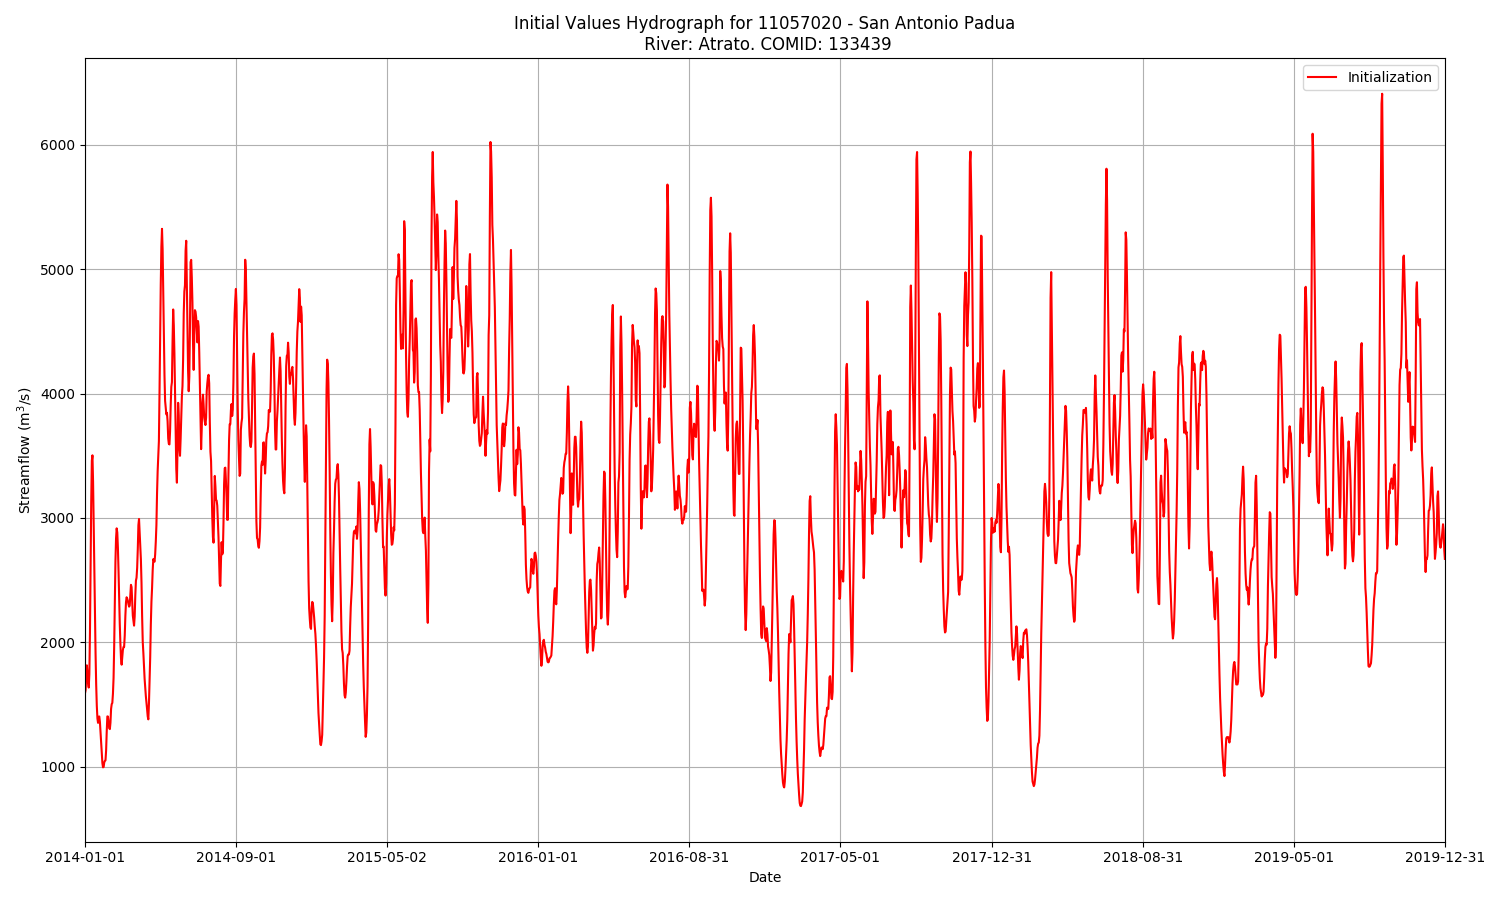 Initial Values Hydrograph for 11057020 - San Antonio Padua
River: Atrato. COMID: 133439
Initialization
6000
5000
4000
3000
2000
1000
Streamflow (m³/s)
2014-01-01 2014-09-01 2015-05-02 2016-01-01 2016-08-31 2017-05-01 2017-12-31 2018-08-31 2019-05-01 2019-12-31
Date